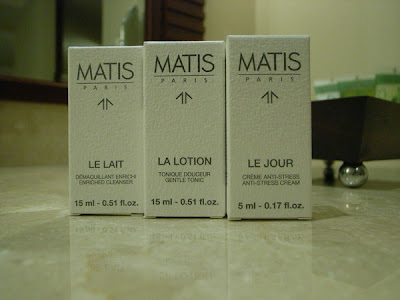 MATIS
PARIS
LE LAIT
DÉMAQUILLANT ENRICHI
ENRICHED CLEANSER
15 ml - 0.51 fl.oz.
MATIS
PARIS
LA LOTION
TONIQUE DOUCEUR
GENTLE TONIC
15 ml - 0.51 fl.oz.
MATIS
PARIS
LE JOUR
CRÈME ANTI-STRESS
ANTI-STRESS CREAM
5 ml - 0.17 fl.oz.